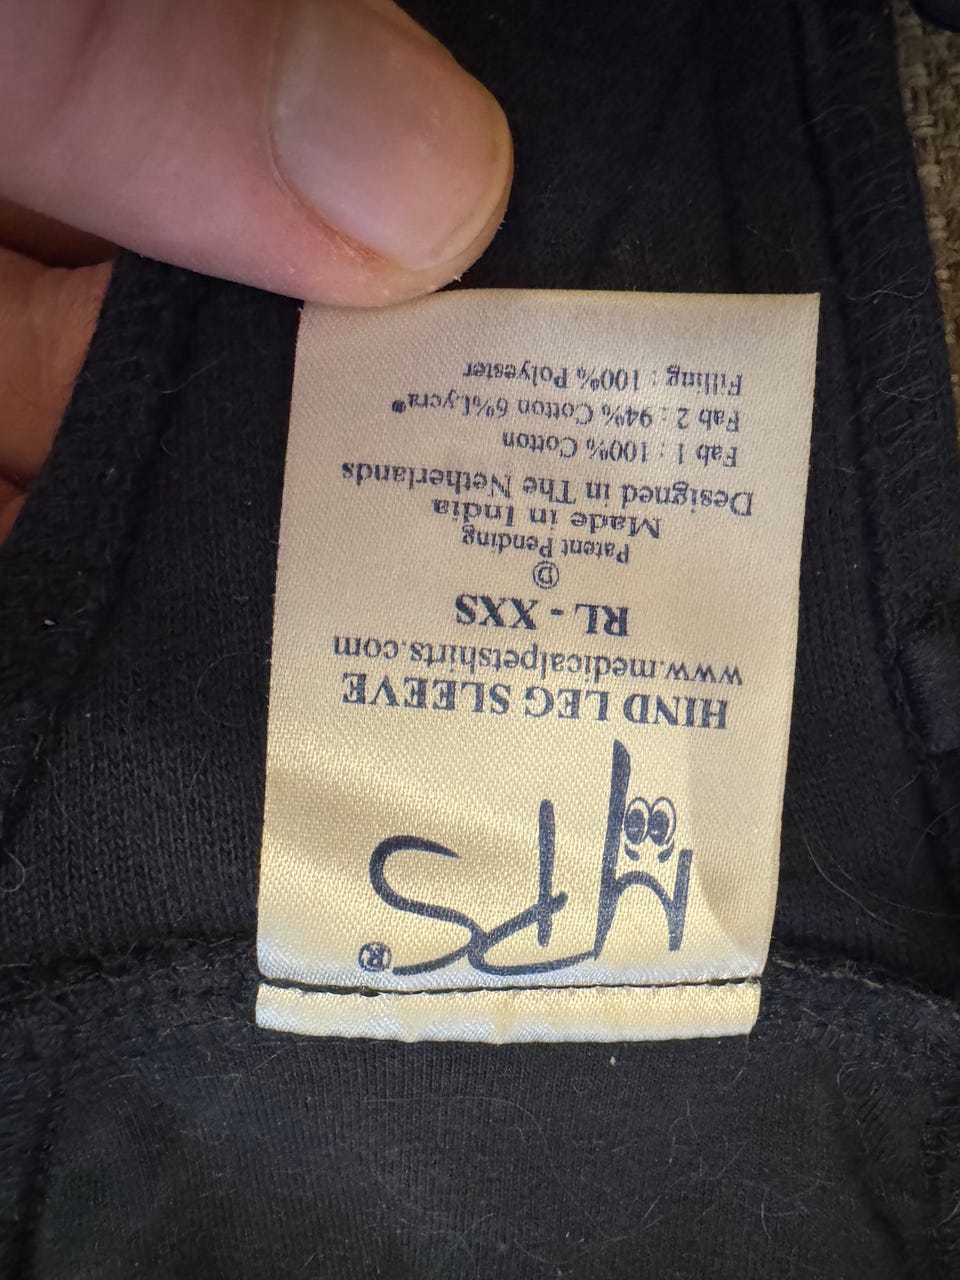 MPS®
HIND LEG SLEEVE
www.medicalpetshirts.com
RL - XXS
©
Patent Pending
Made in India
Designed in The Netherlands
Fab 1 : 100% Cotton
Fab 2 : 94% Cotton 6%Lycra®
Filling : 100% Polyester